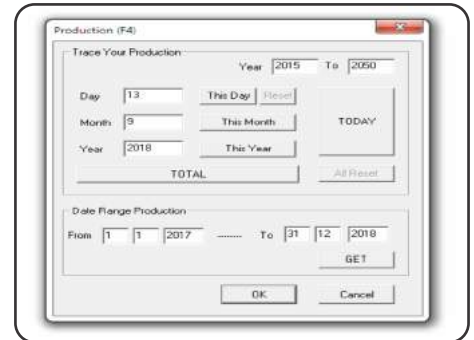 Production (F4)
Trace Your Production
Year 2015 To 2050
Day 13 This Day Reset
Month 9 This Month TODAY
Year 2018 This Year
TOTAL All Reset
Date Range Production
From 1 1 2017 -------- To 31 12 2018
GET
OK Cancel